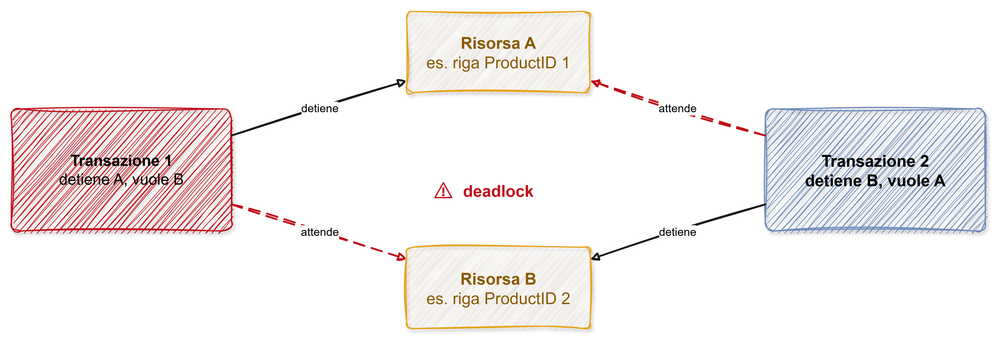 Risorsa A
es. riga ProductID 1
detiene
attende
Transazione 1
detiene A, vuole B
Transazione 2
detiene B, vuole A
deadlock
attende
detiene
Risorsa B
es. riga ProductID 2